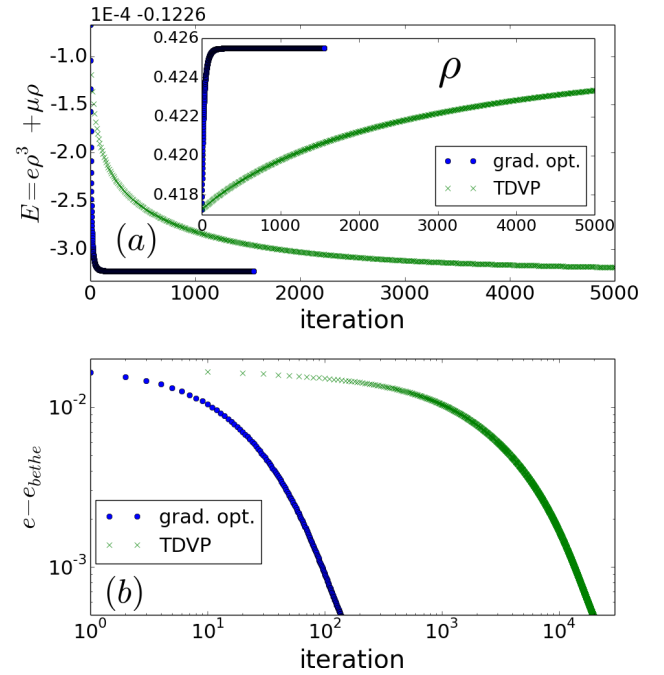 1E-4 -0.1226
E=eρ³ +μρ
-1.0
-1.5
-2.0
-2.5
-3.0
0.426
0.424
0.422
0.420
0.418
ρ
grad. opt.
TDVP
0 1000 2000 3000 4000 5000
(a)
0 1000 2000 3000 4000 5000
iteration
e−e_bethe
10⁻²
10⁻³
grad. opt.
TDVP
(b)
10⁰ 10¹ 10² 10³ 10⁴
iteration